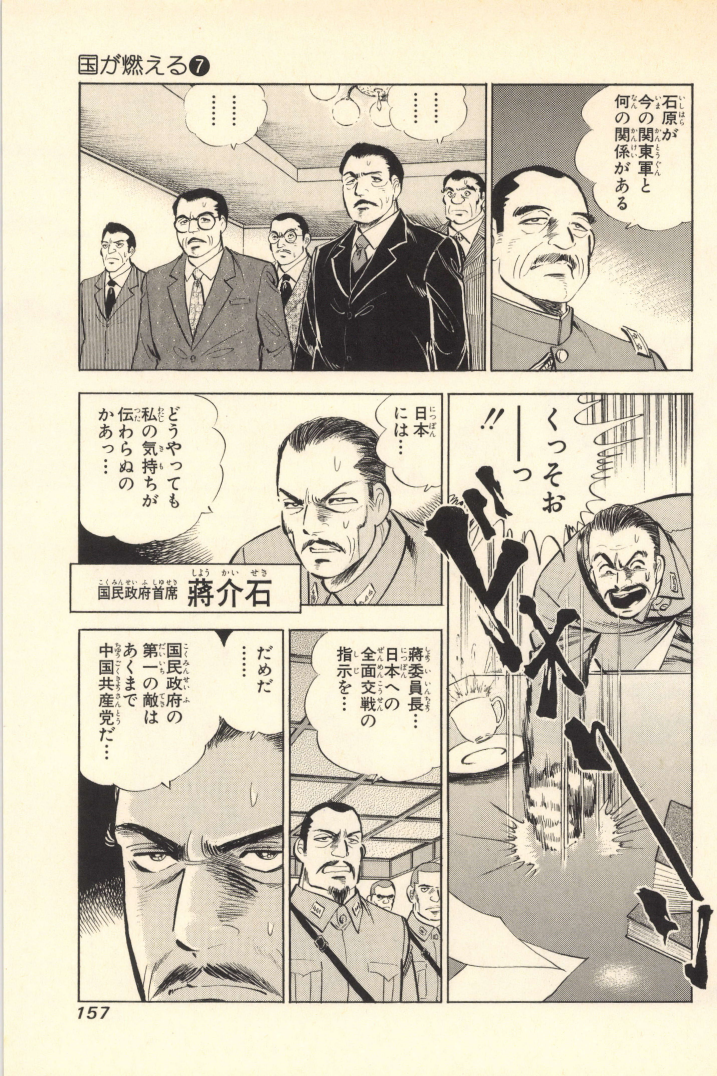 国が燃える❼
石原が
今の関東軍と
何の関係がある
………
………
………
………
くっそお
――っ
!!
バンッ
日本
には…
どうやっても
私の気持ちが
伝わらぬの
かあっ…
国民政府首席 蔣介石
蔣委員長…
日本への
全面交戦の
指示を…
だめだ
……
国民政府の
第一の敵は
あくまで
中国共産党だ…
157